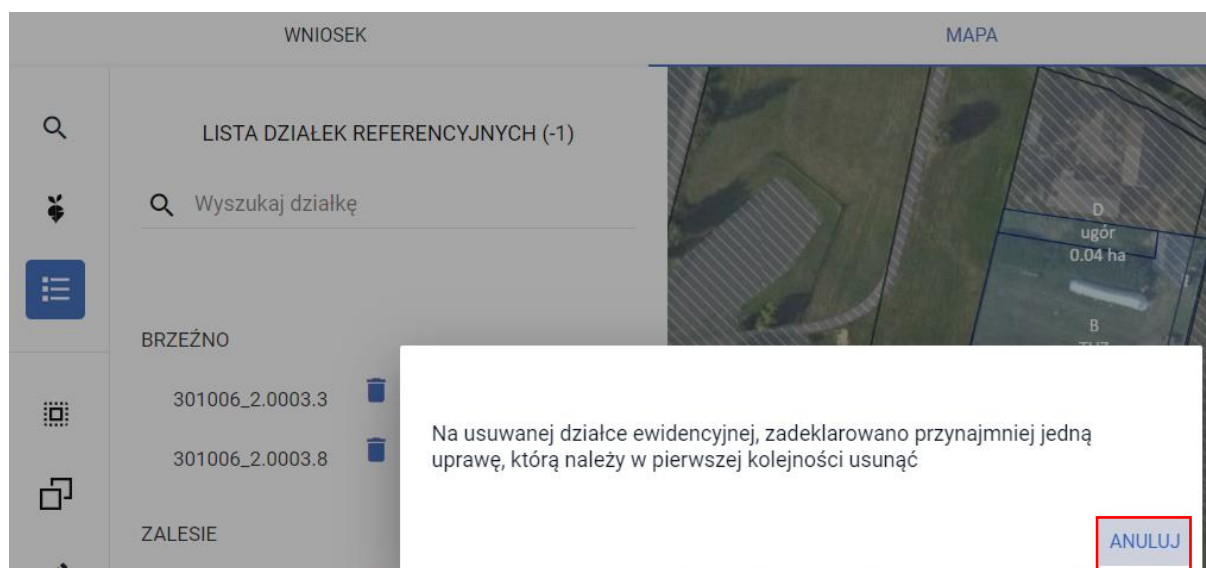 WNIOSEK
MAPA
LISTA DZIAŁEK REFERENCYJNYCH (-1)
Wyszukaj działkę
BRZEŹNO
301006_2.0003.3
301006_2.0003.8
ZALESIE
D
ugór
0.04 ha
B
Na usuwanej działce ewidencyjnej, zadeklarowano przynajmniej jedną
uprawę, którą należy w pierwszej kolejności usunąć
ANULUJ